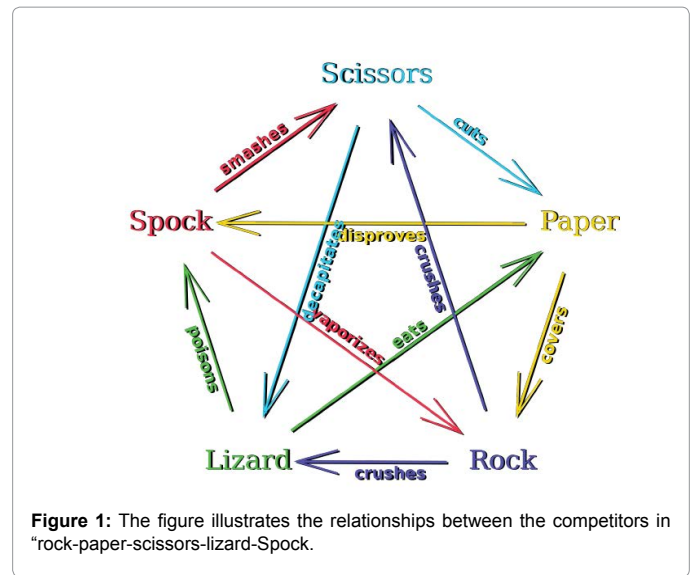 Scissors
smashes
cuts
Spock
Paper
disproves
decapitates
crushes
vaporizes
eats
poisons
covers
Lizard
Rock
crushes
Figure 1: The figure illustrates the relationships between the competitors in
“rock-paper-scissors-lizard-Spock.